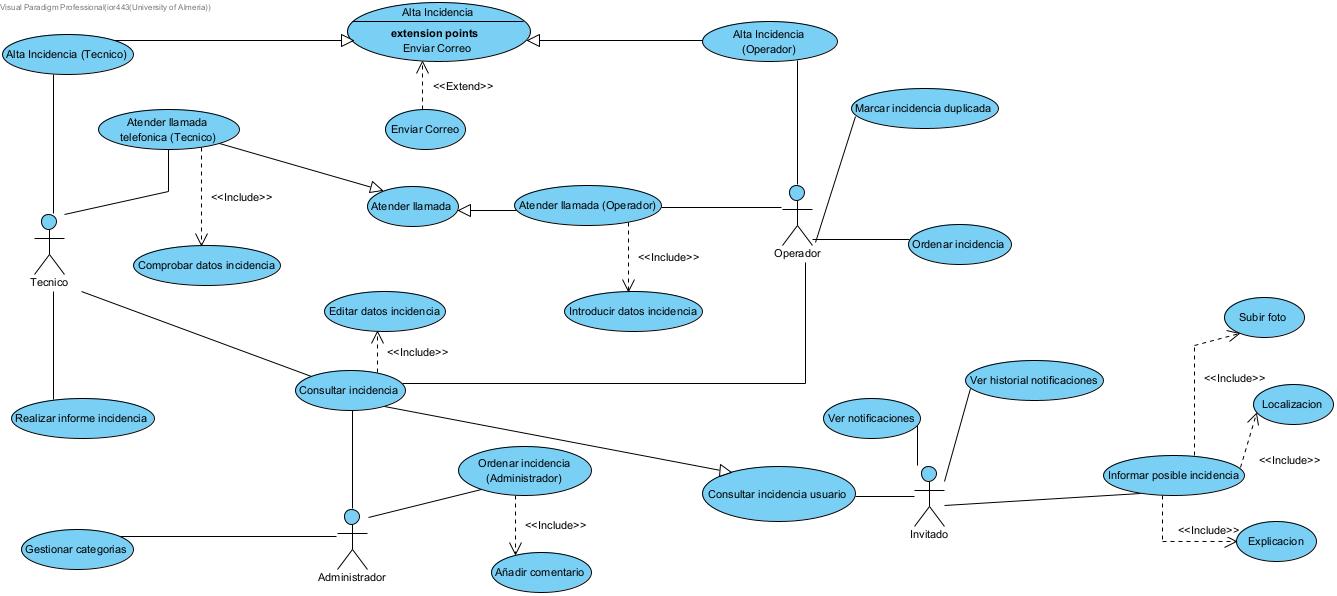 Visual Paradigm Professional(ior443(University of Almeria))
Alta Incidencia
extension points
Enviar Correo
Alta Incidencia (Tecnico)
Alta Incidencia
(Operador)
<<Extend>>
Enviar Correo
Marcar incidencia duplicada
Atender llamada
telefonica (Tecnico)
<<Include>>
Atender llamada
Atender llamada (Operador)
Operador
Ordenar incidencia
Tecnico
Comprobar datos incidencia
<<Include>>
Editar datos incidencia
Introducir datos incidencia
<<Include>>
Subir foto
<<Include>>
Consultar incidencia
Ver historial notificaciones
Localizacion
Realizar informe incidencia
Ver notificaciones
<<Include>>
Ordenar incidencia
(Administrador)
Consultar incidencia usuario
Informar posible incidencia
<<Include>>
Invitado
<<Include>>
Explicacion
Gestionar categorías
Administrador
Añadir comentario